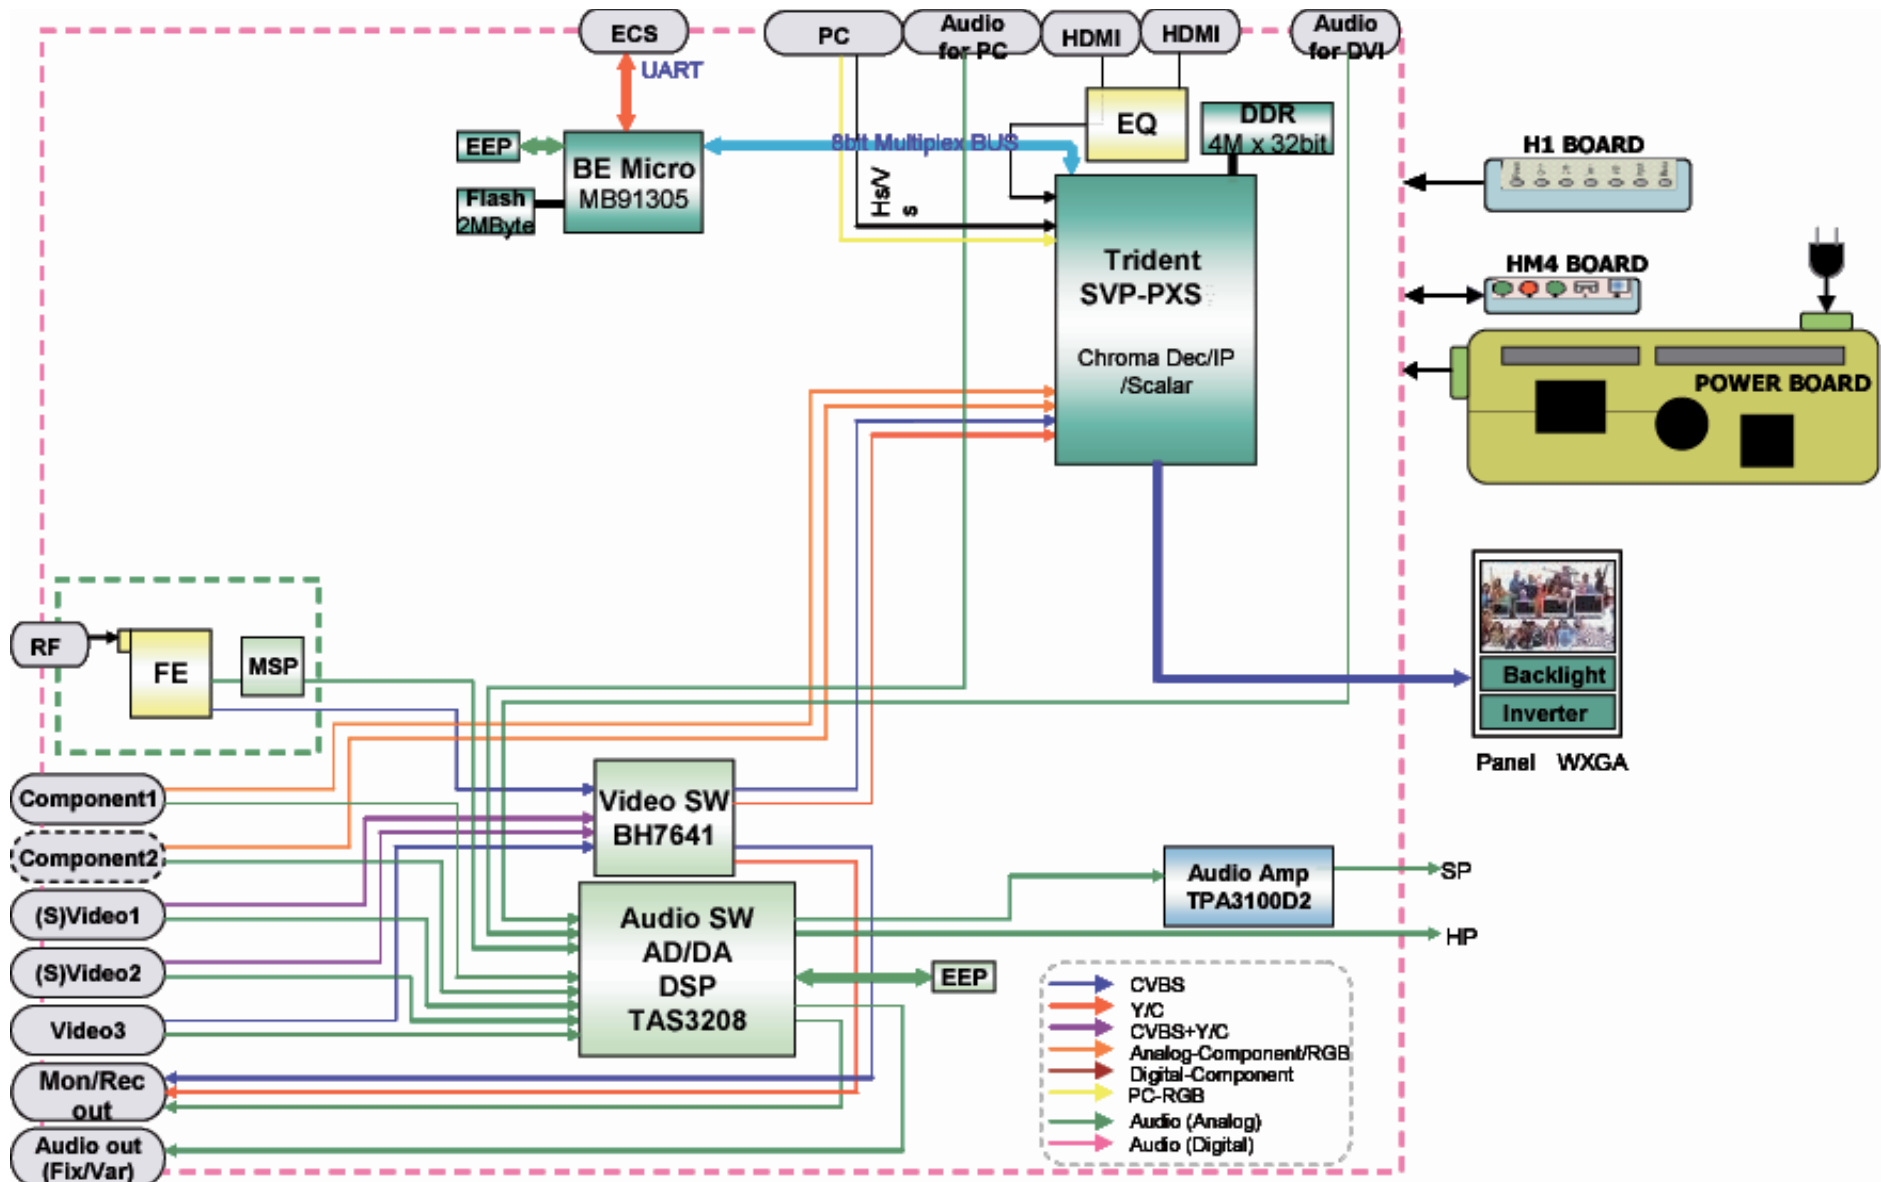 ECS
PC
Audio
for PC
HDMI
HDMI
Audio
for DVI
UART
EEP
BE Micro
MB91305
Flash
2MByte
8bit Multiplex BUS
Hs/V
s
EQ
DDR
4M x 32bit
Trident
SVP-PXS
Chroma Dec/IP
/Scalar
H1 BOARD
HM4 BOARD
POWER BOARD
Backlight
Inverter
Panel WXGA
RF
FE
MSP
Component1
Component2
(S)Video1
(S)Video2
Video3
Mon/Rec
out
Audio out
(Fix/Var)
Video SW
BH7641
Audio SW
AD/DA
DSP
TAS3208
EEP
Audio Amp
TPA3100D2
SP
HP
CVBS
Y/C
CVBS+Y/C
Analog-Component/RGB
Digital-Component
PC-RGB
Audio (Analog)
Audio (Digital)